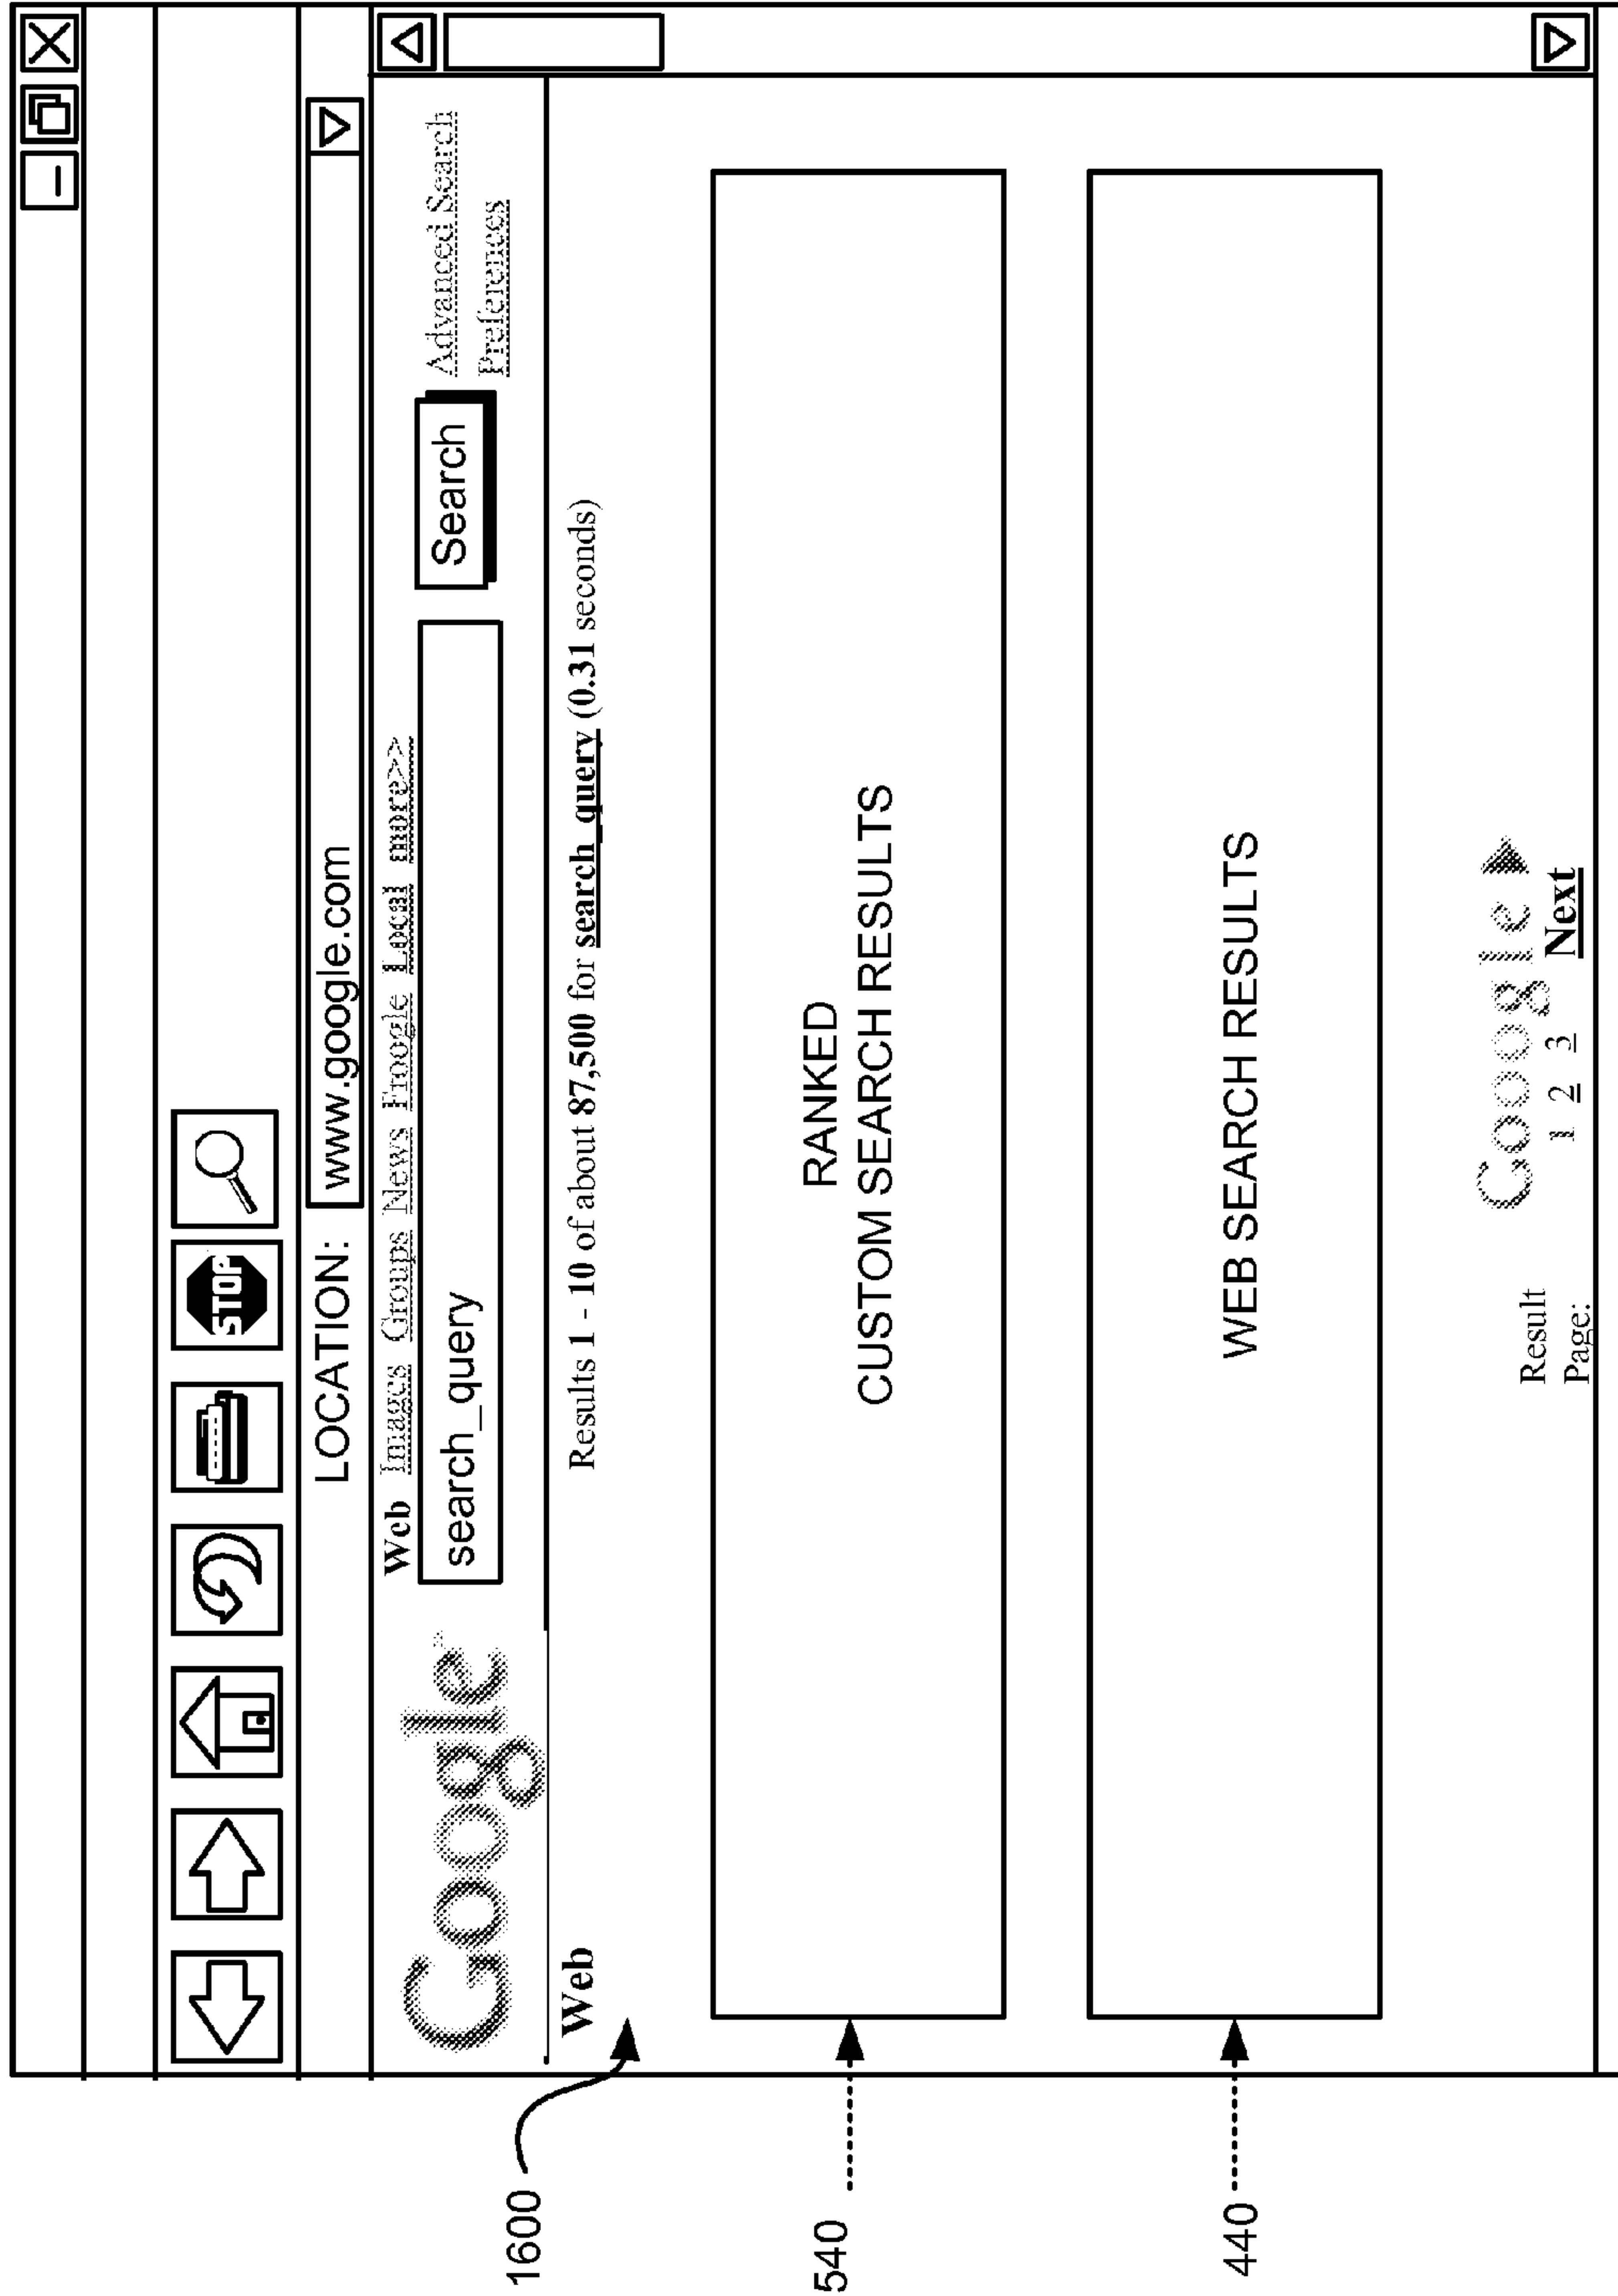 STOP
LOCATION: www.google.com
Google
Web Images Groups News Froogle Local more>>
search_query Search
Advanced Search
Preferences
Web Results 1 - 10 of about 87,500 for search_query (0.31 seconds)
1600
540
RANKED
CUSTOM SEARCH RESULTS
440
WEB SEARCH RESULTS
Gooogle
Result
Page: 1 2 3 Next